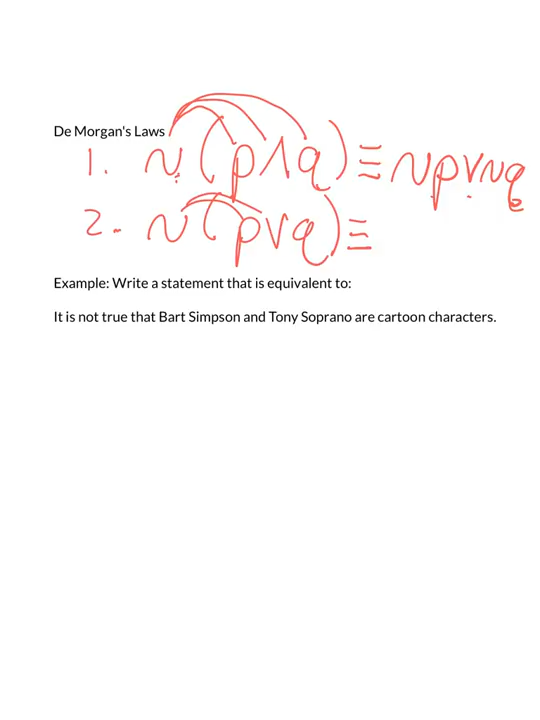 De Morgan's Laws
1. ~(p∧q)≡~p∨~q
2. ~(p∨q)≡
Example: Write a statement that is equivalent to:
It is not true that Bart Simpson and Tony Soprano are cartoon characters.